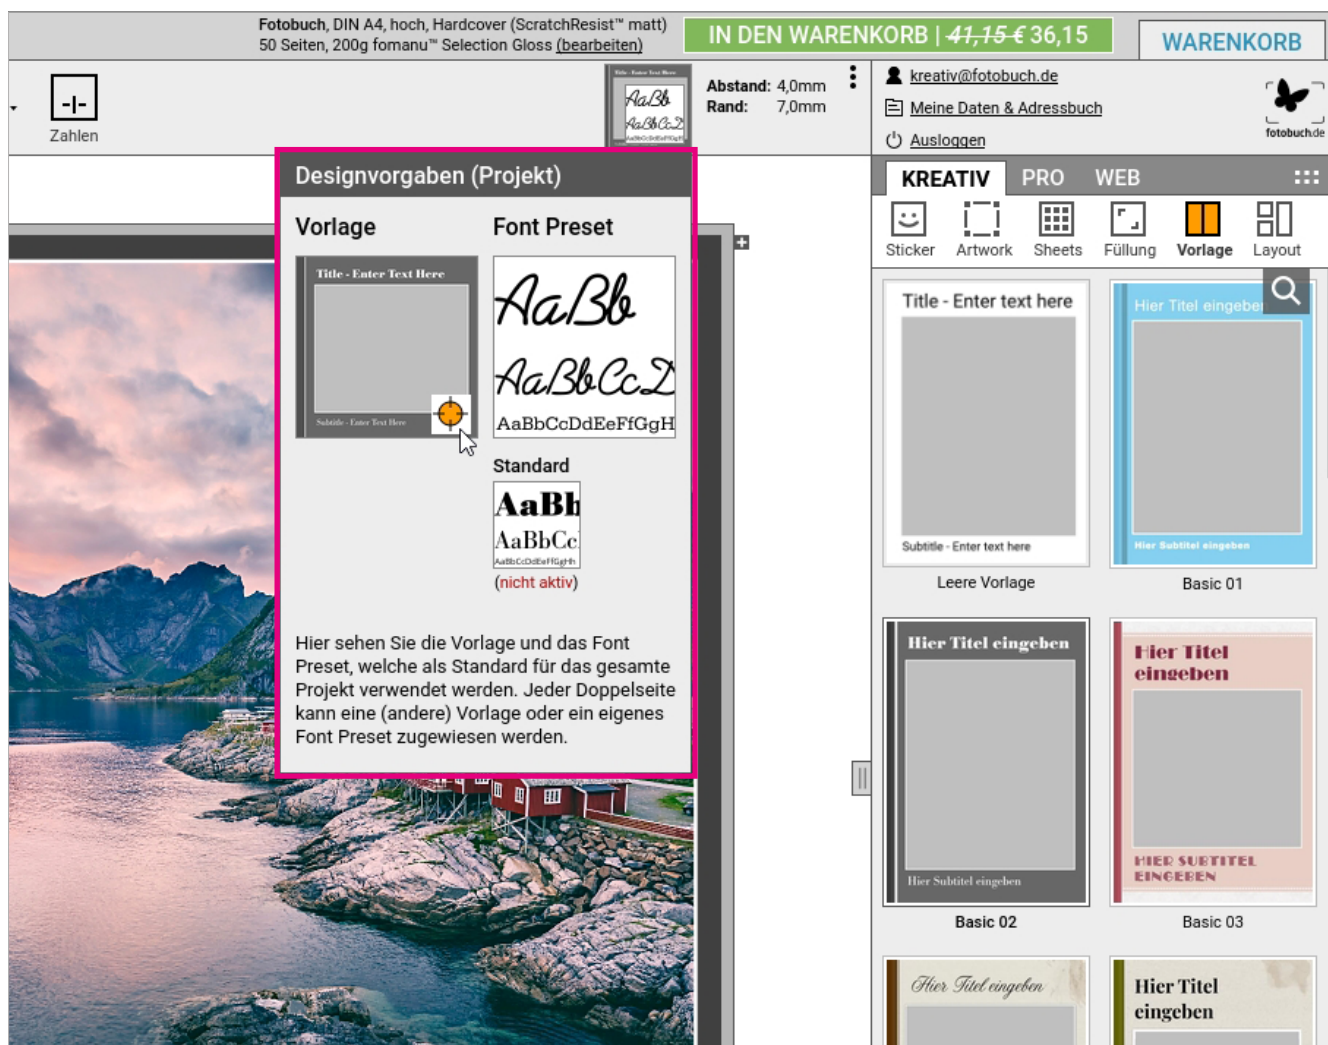 Fotobuch, DIN A4, hoch, Hardcover (ScratchResist™ matt)
50 Seiten, 200g fomanu™ Selection Gloss (bearbeiten)
IN DEN WARENKORB | 41,15 € 36,15
WARENKORB
Zahlen
Title - Enter Text Here
AaBb
AaBbCcD
Abstand: 4,0mm
Rand: 7,0mm
kreativ@fotobuch.de
Meine Daten & Adressbuch
Ausloggen
fotobuch.de
Designvorgaben (Projekt)
Vorlage
Font Preset
Title - Enter Text Here
Subtitle - Enter Text Here
AaBb
AaBbCcD
AaBbCcDdEeFfGgH
Standard
AaBb
AaBbCc
AaBbCcDdEeFfGgHh
(nicht aktiv)
Hier sehen Sie die Vorlage und das Font
Preset, welche als Standard für das gesamte
Projekt verwendet werden. Jeder Doppelseite
kann eine (andere) Vorlage oder ein eigenes
Font Preset zugewiesen werden.
KREATIV
PRO
WEB
Sticker
Artwork
Sheets
Füllung
Vorlage
Layout
Title - Enter text here
Subtitle - Enter text here
Leere Vorlage
Hier Titel eingeben
Hier Subtitel eingeben
Basic 01
Hier Titel eingeben
Hier Subtitel eingeben
Basic 02
Hier Titel
eingeben
HIER SUBTITEL
EINGEBEN
Basic 03
Hier Titel eingeben
Hier Titel
eingeben